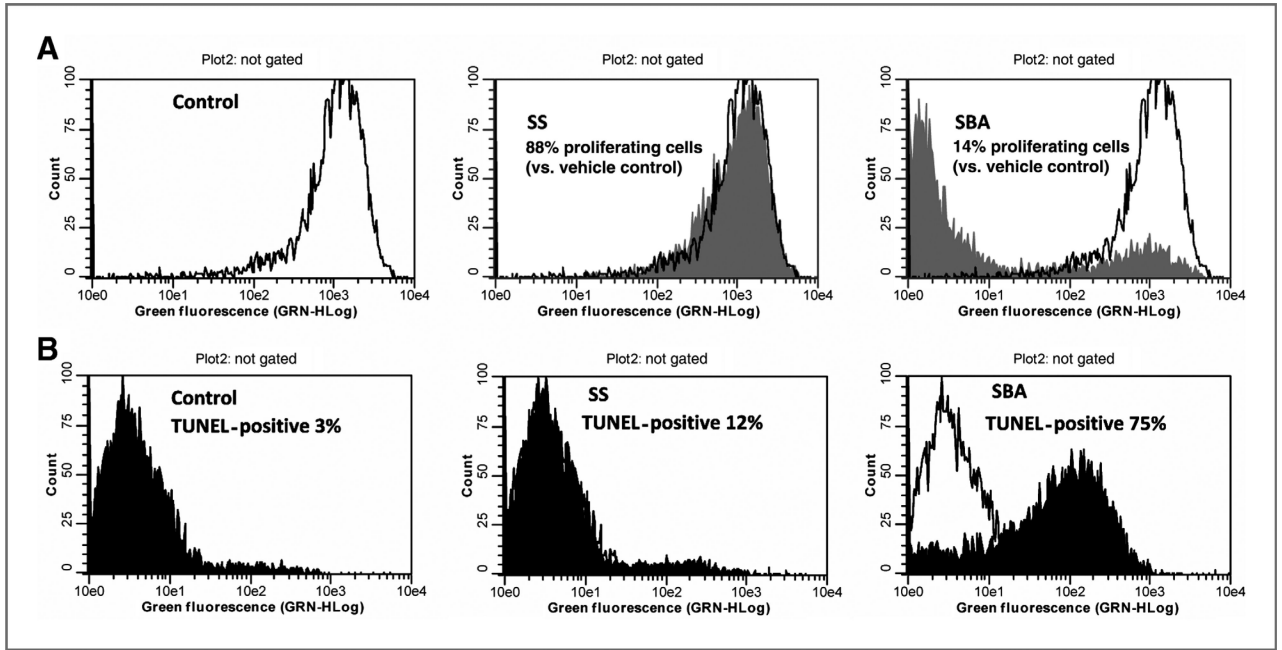 A
Plot2: not gated
Control
Count
100
75
50
25
0
10e0 10e1 10e2 10e3 10e4
Green fluorescence (GRN-HLog)
Plot2: not gated
SS
88% proliferating cells
(vs. vehicle control)
Count
100
75
50
25
0
10e0 10e1 10e2 10e3 10e4
Green fluorescence (GRN-HLog)
Plot2: not gated
SBA
14% proliferating cells
(vs. vehicle control)
Count
100
75
50
25
0
10e0 10e1 10e2 10e3 10e4
Green fluorescence (GRN-HLog)
B
Plot2: not gated
Control
TUNEL-positive 3%
Count
100
75
50
25
0
10e0 10e1 10e2 10e3 10e4
Green fluorescence (GRN-HLog)
Plot2: not gated
SS
TUNEL-positive 12%
Count
100
75
50
25
0
10e0 10e1 10e2 10e3 10e4
Green fluorescence (GRN-HLog)
Plot2: not gated
SBA
TUNEL-positive 75%
Count
100
75
50
25
0
10e0 10e1 10e2 10e3 10e4
Green fluorescence (GRN-HLog)